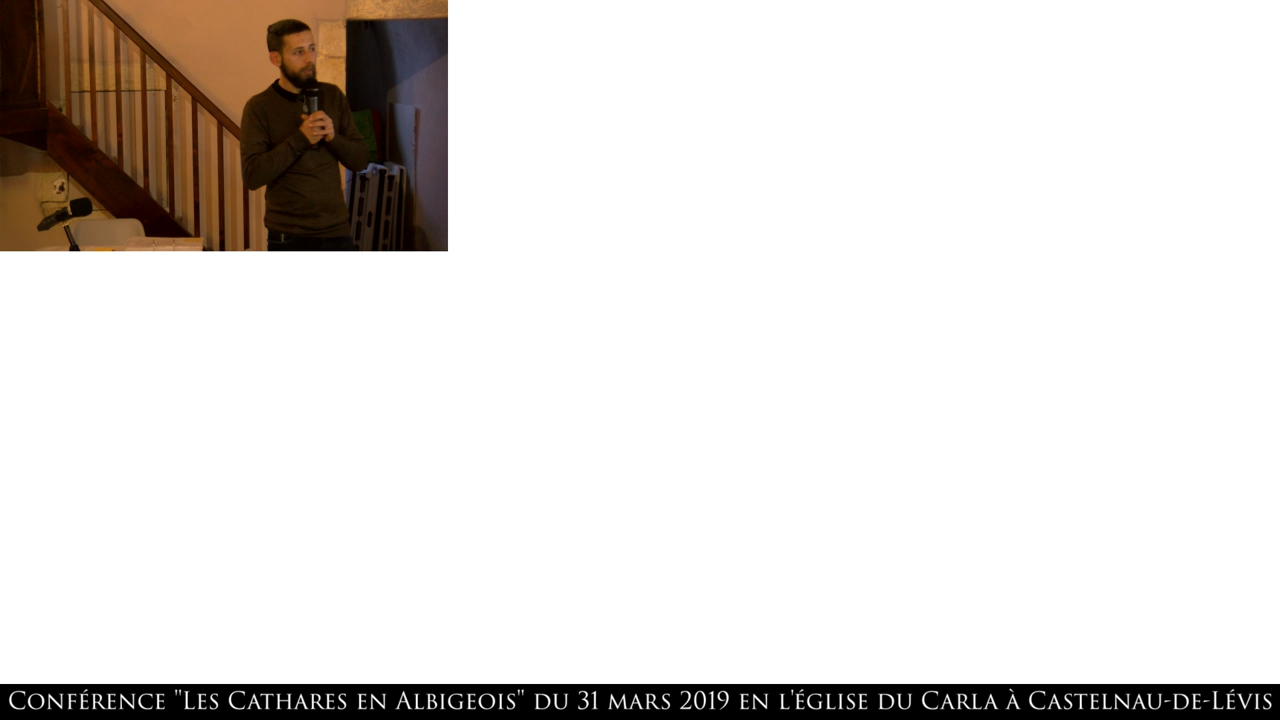 Conférence "Les Cathares en Albigeois" du 31 mars 2019 en l'église du Carla à Castelnau-de-Lévis